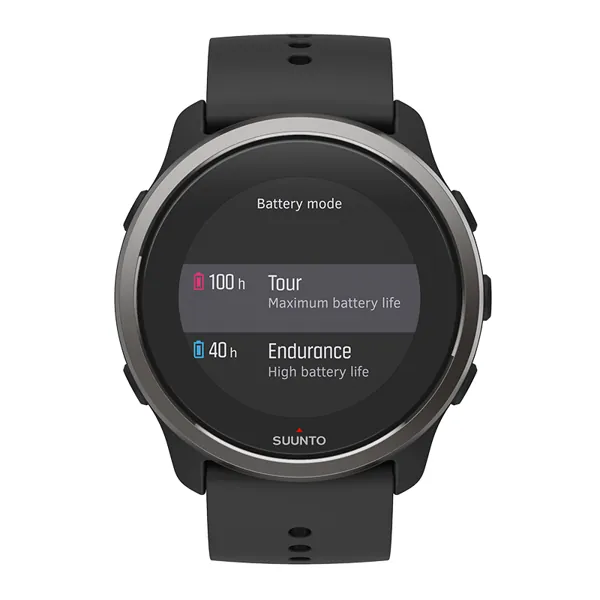 Battery mode
100 h Tour
Maximum battery life
40 h Endurance
High battery life
SUUNTO